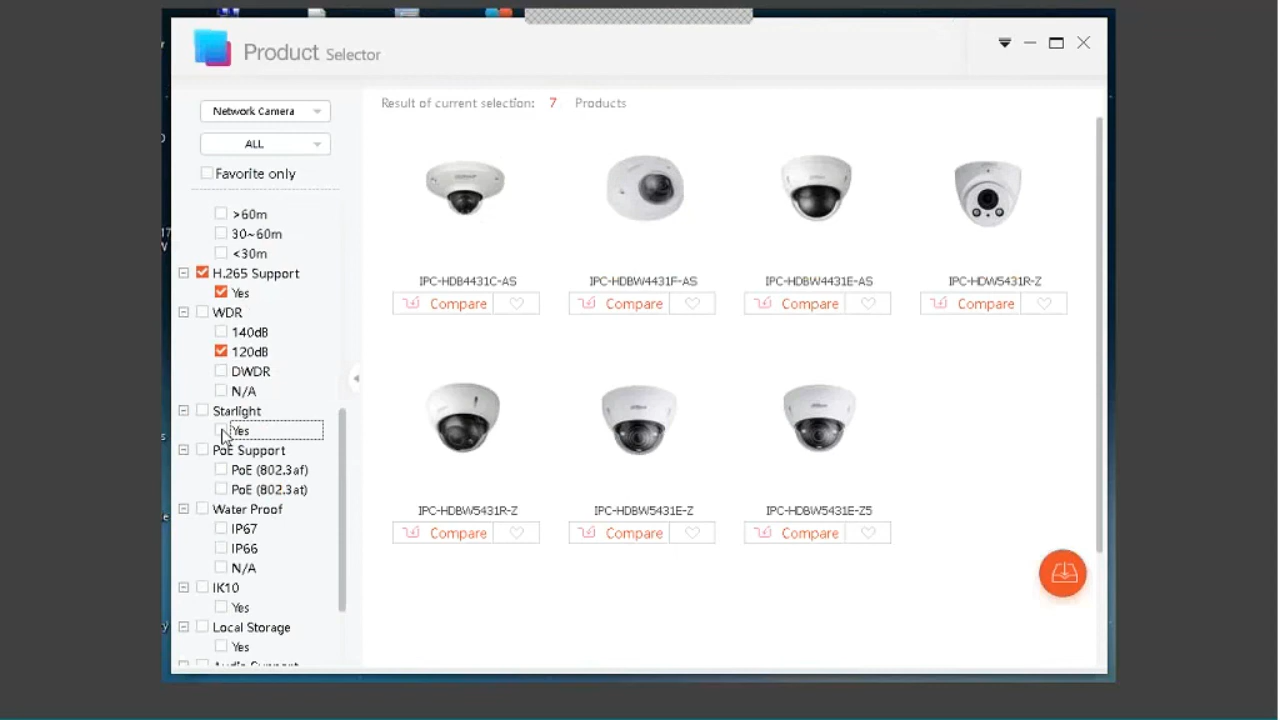 Product Selector
Network Camera
ALL
Favorite only
>60m
30~60m
<30m
H.265 Support
Yes
WDR
140dB
120dB
DWDR
N/A
Starlight
Yes
PoE Support
PoE (802.3af)
PoE (802.3at)
Water Proof
IP67
IP66
N/A
IK10
Yes
Local Storage
Yes
Audio Support
Result of current selection: 7 Products
IPC-HDB4431C-AS IPC-HDBW4431F-AS IPC-HDBW4431E-AS IPC-HDW5431R-Z
Compare Compare Compare Compare
IPC-HDBW5431R-Z IPC-HDBW5431E-Z IPC-HDBW5431E-Z5
Compare Compare Compare